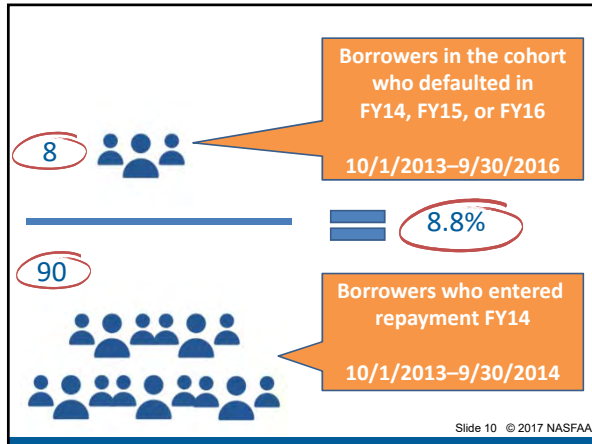 Borrowers in the cohort
who defaulted in
FY14, FY15, or FY16
10/1/2013–9/30/2016
8
8.8%
90
Borrowers who entered
repayment FY14
10/1/2013–9/30/2014
Slide 10 © 2017 NASFAA